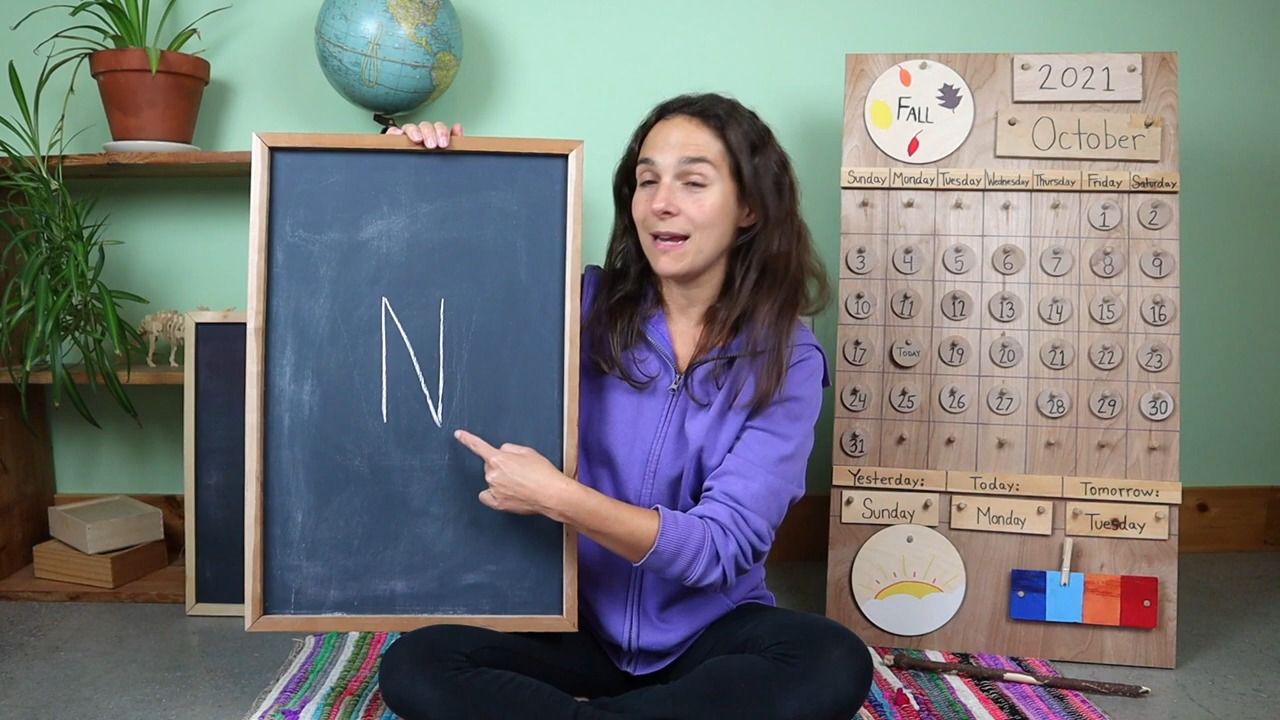 N
FALL
2021
October
Sunday Monday Tuesday Wednesday Thursday Friday Saturday
1 2
3 4 5 6 7 8 9
10 11 12 13 14 15 16
17 TODAY 19 20 21 22 23
24 25 26 27 28 29 30
31
Yesterday: Today: Tomorrow:
Sunday Monday Tuesday